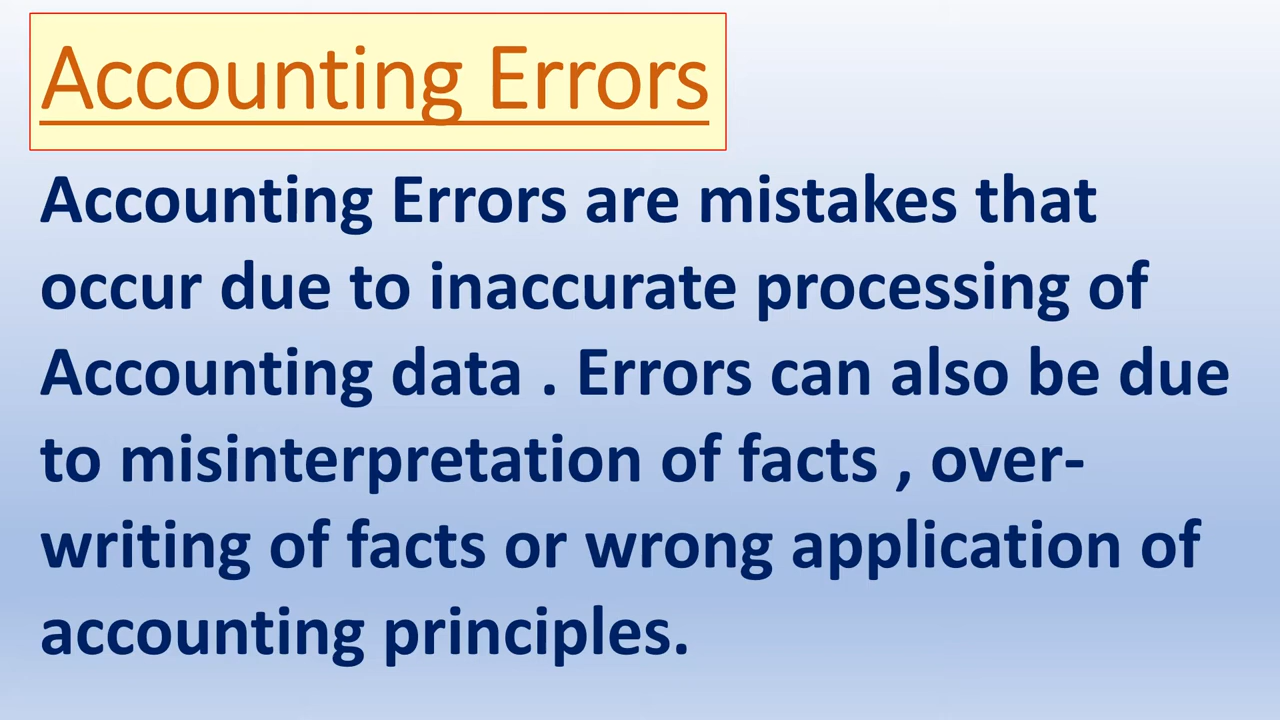 Accounting Errors
Accounting Errors are mistakes that
occur due to inaccurate processing of
Accounting data . Errors can also be due
to misinterpretation of facts , over-
writing of facts or wrong application of
accounting principles.